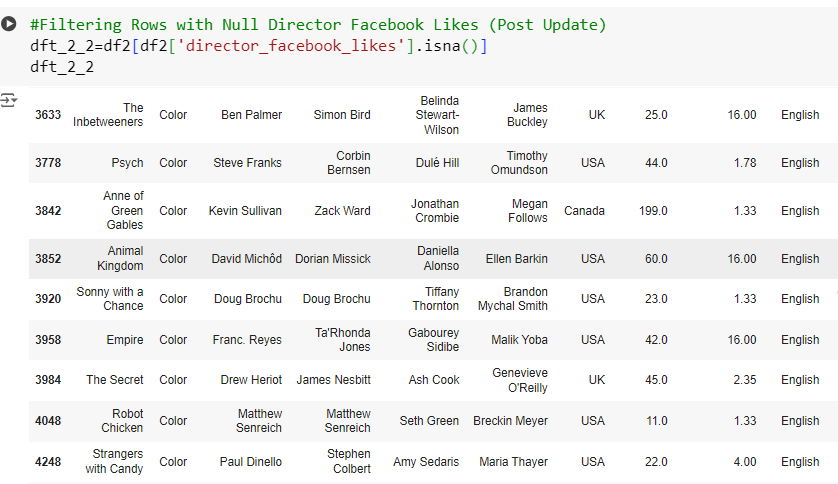 #Filtering Rows with Null Director Facebook Likes (Post Update)
dft_2_2=df2[df2['director_facebook_likes'].isna()]
dft_2_2
3633 The Inbetweeners Color Ben Palmer Simon Bird Belinda Stewart-Wilson James Buckley UK 25.0 16.00 English
3778 Psych Color Steve Franks Corbin Bernsen Dulé Hill Timothy Omundson USA 44.0 1.78 English
3842 Anne of Green Gables Color Kevin Sullivan Zack Ward Jonathan Crombie Megan Follows Canada 199.0 1.33 English
3852 Animal Kingdom Color David Michôd Dorian Missick Daniella Alonso Ellen Barkin USA 60.0 16.00 English
3920 Sonny with a Chance Color Doug Brochu Doug Brochu Tiffany Thornton Brandon Mychal Smith USA 23.0 1.33 English
3958 Empire Color Franc. Reyes Ta'Rhonda Jones Gabourey Sidibe Malik Yoba USA 42.0 16.00 English
3984 The Secret Color Drew Heriot James Nesbitt Ash Cook Genevieve O'Reilly UK 45.0 2.35 English
4048 Robot Chicken Color Matthew Senreich Matthew Senreich Seth Green Breckin Meyer USA 11.0 1.33 English
4248 Strangers with Candy Color Paul Dinello Stephen Colbert Amy Sedaris Maria Thayer USA 22.0 4.00 English